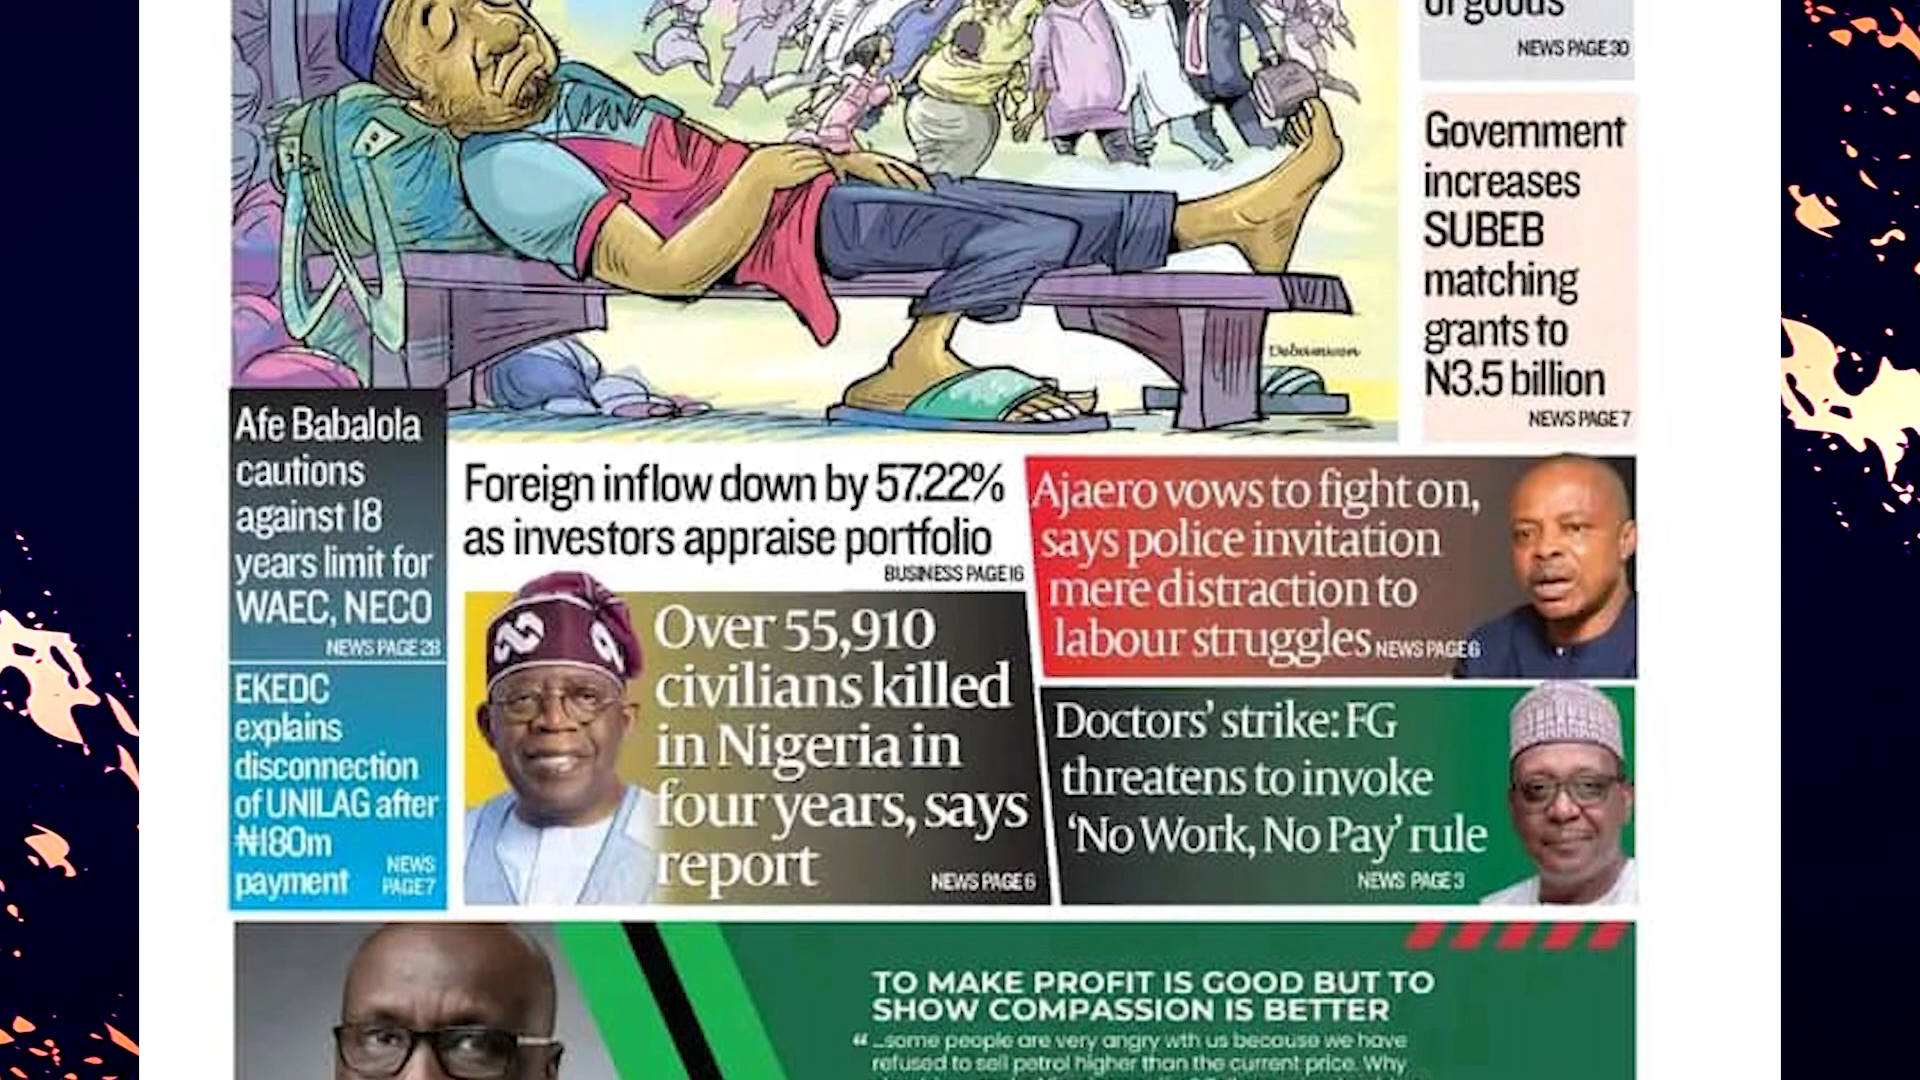 of goods
NEWS PAGE 30
Government
increases
SUBEB
matching
grants to
N3.5 billion
NEWS PAGE 7
Afe Babalola
cautions
against 18
years limit for
WAEC, NECO
NEWS PAGE 28
EKEDC
explains
disconnection
of UNILAG after
₦180m
payment
NEWS
PAGE 7
Foreign inflow down by 57.22%
as investors appraise portfolio
BUSINESS PAGE 16
Over 55,910
civilians killed
in Nigeria in
four years, says
report
NEWS PAGE 6
Ajaero vows to fight on,
says police invitation
mere distraction to
labour struggles NEWS PAGE 6
Doctors’ strike: FG
threatens to invoke
‘No Work, No Pay’ rule
NEWS PAGE 3
TO MAKE PROFIT IS GOOD BUT TO
SHOW COMPASSION IS BETTER
“ ...some people are very angry wth us because we have
refused to sell petrol higher than the current price. Why